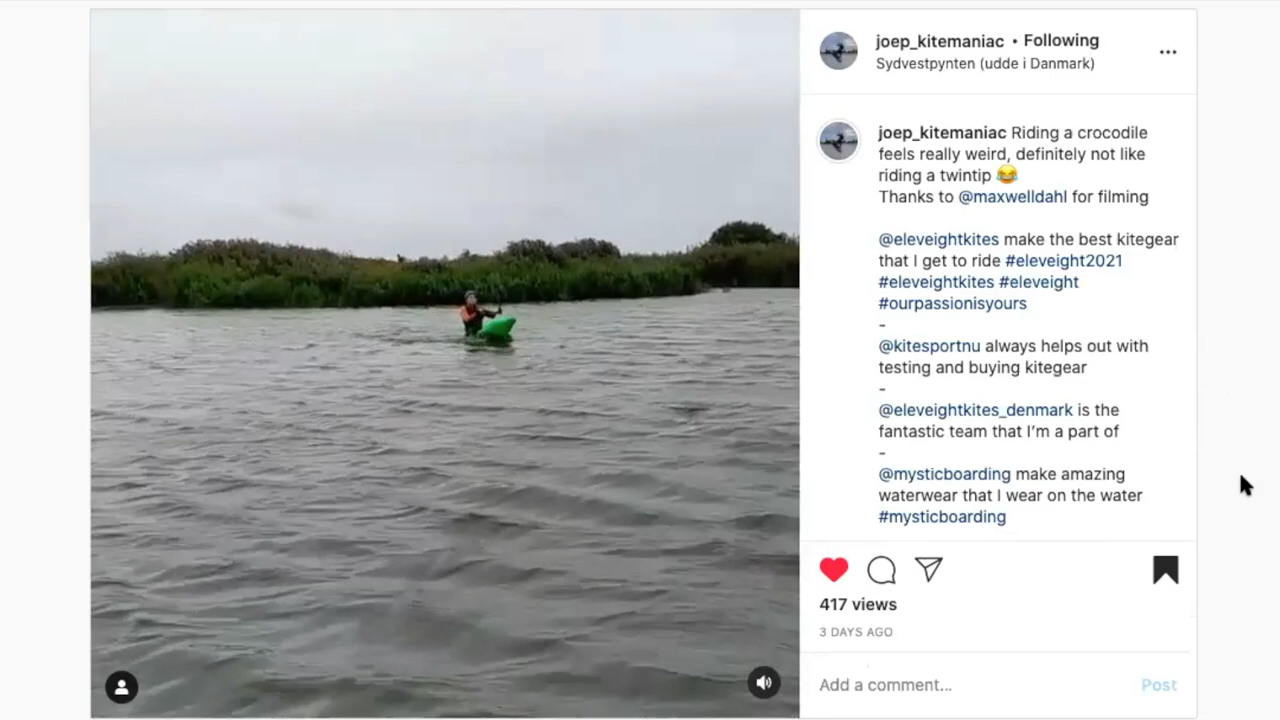 joep_kitemaniac • Following
Sydvestpynten (udde i Danmark)
joep_kitemaniac Riding a crocodile
feels really weird, definitely not like
riding a twintip 😂
Thanks to @maxwelldahl for filming
@eleveightkites make the best kitegear
that I get to ride #eleveight2021
#eleveightkites #eleveight
#ourpassionisyours
-
@kitesportnu always helps out with
testing and buying kitegear
-
@eleveightkites_denmark is the
fantastic team that I'm a part of
-
@mysticboarding make amazing
waterwear that I wear on the water
#mysticboarding
417 views
3 DAYS AGO
Add a comment... Post